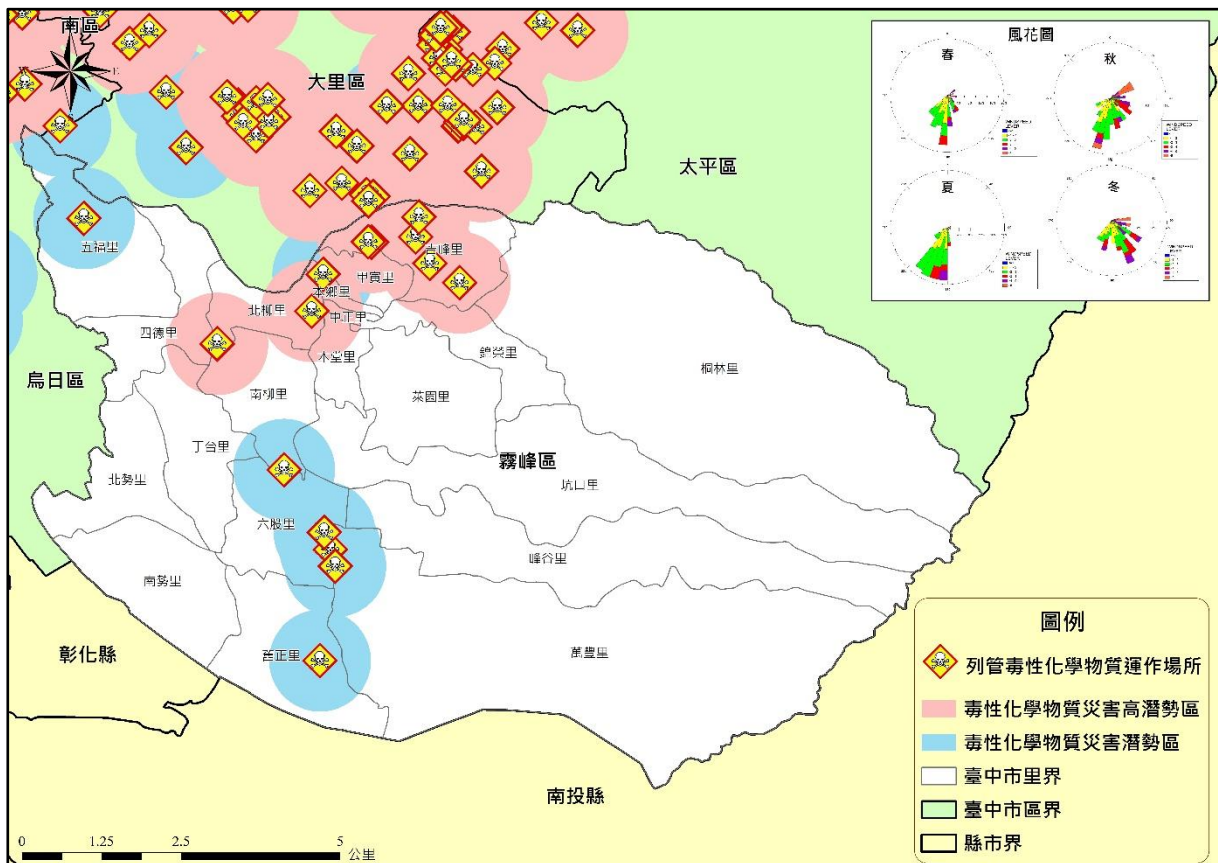 南區
大里區
太平區
五福里
吉峰里
甲寅里
本鄉里
北柳里
中正里
四德里
本堂里
錦榮里
桐林里
烏日區
南柳里
萊園里
丁台里
霧峰區
北勢里
坑口里
六股里
峰谷里
南勢里
舊正里
萬豐里
彰化縣
南投縣
0 1.25 2.5 5
公里
風花圖
春
秋
夏
冬
圖例
列管毒性化學物質運作場所
毒性化學物質災害高潛勢區
毒性化學物質災害潛勢區
臺中市里界
臺中市區界
縣市界